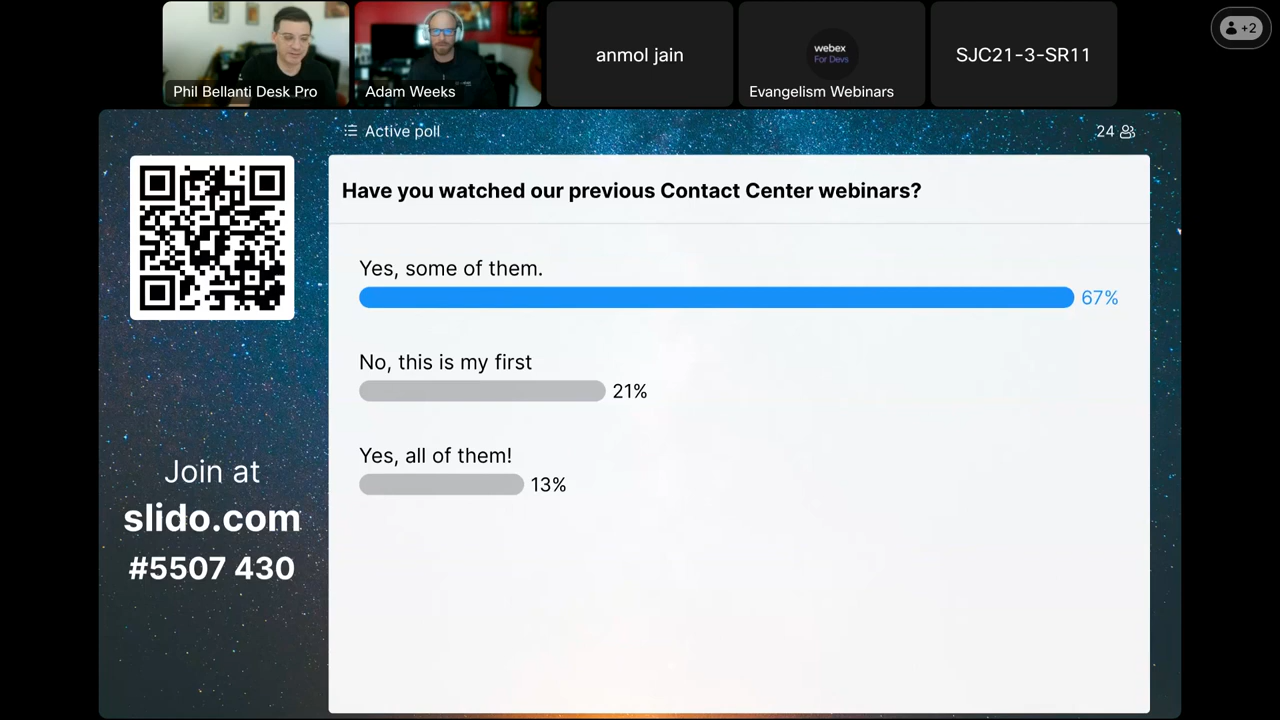 Phil Bellanti Desk Pro
Adam Weeks
anmol jain
webex
For Devs
Evangelism Webinars
SJC21-3-SR11
+2
Active poll
24
Have you watched our previous Contact Center webinars?
Yes, some of them.
67%
No, this is my first
21%
Yes, all of them!
13%
Join at
slido.com
#5507 430